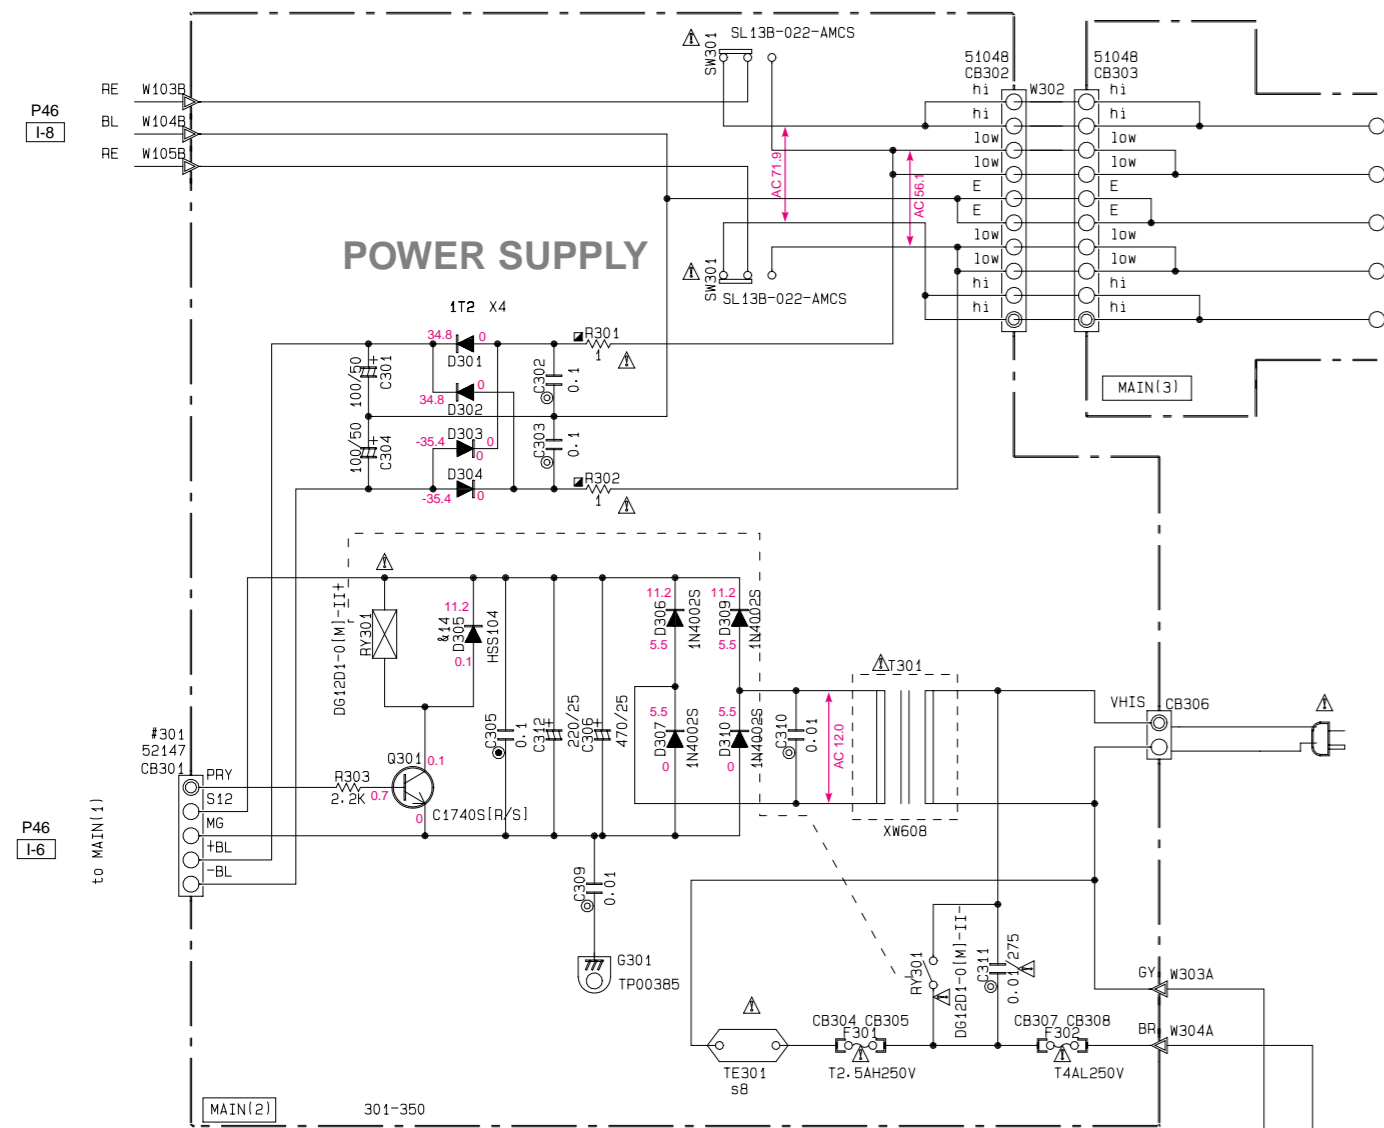 SL13B-022-AMCS
SW301
RE W103B
P46
I-8
BL W104B
RE W105B
51048
CB302
51048
CB303
W302
hi
hi
low
low
E
E
low
low
hi
hi
hi
hi
low
low
E
E
low
low
hi
hi
AC 71.9
AC 56.1
POWER SUPPLY
SW301
SL13B-022-AMCS
MAIN(3)
1T2 X4
34.8
0
D301
R301
1
100/50
C301
+
C302
0.1
0
34.8
D302
D303
-35.4
0
0
100/50
C304
+
C303
0.1
D304
-35.4
0
R302
1
DG12D1-0[M]-II+
RY301
11.2
&14
D305
HSS104
0.1
C305
0.1
C312
220/25
+
C306
470/25
+
11.2
D306
1N4002S
5.5
11.2
D309
1N4002S
5.5
5.5
D307
1N4002S
0
5.5
D310
1N4002S
0
C310
0.01
AC 12.0
T301
XW608
VHIS
CB306
#301
52147
CB301
PRY
S12
MG
+BL
-BL
R303
2.2K
0.7
Q301
0.1
0
C1740S[R/S]
P46
I-6
to MAIN(1)
C309
0.01
G301
TP00385
RY301
DG12D1-0[M]-II-
C311
0.01/275
GY W303A
BR W304A
CB304 CB305
F301
T2.5AH250V
CB307 CB308
F302
T4AL250V
TE301
s8
MAIN(2)
301-350